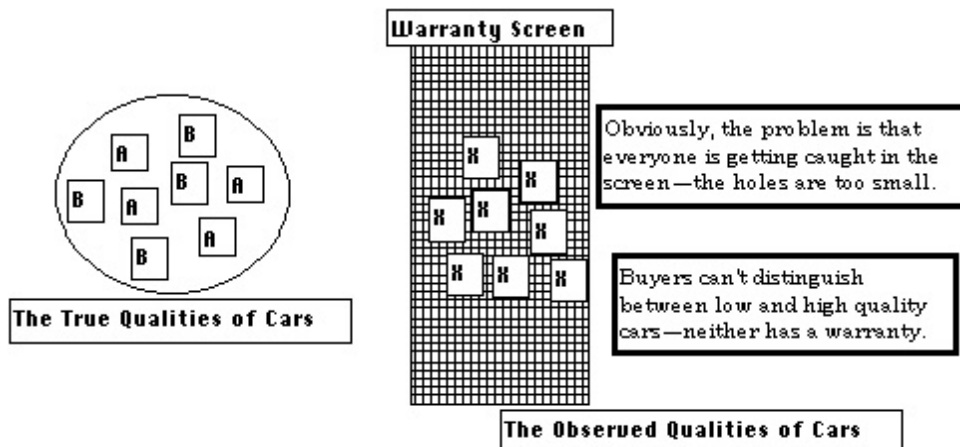 Warranty Screen
B
A
B
A
B
A
A
B
The True Qualities of Cars
X
X
X
X
X
X
X
X
Obviously, the problem is that
everyone is getting caught in the
screen—the holes are too small.
Buyers can't distinguish
between low and high quality
cars—neither has a warranty.
The Observed Qualities of Cars